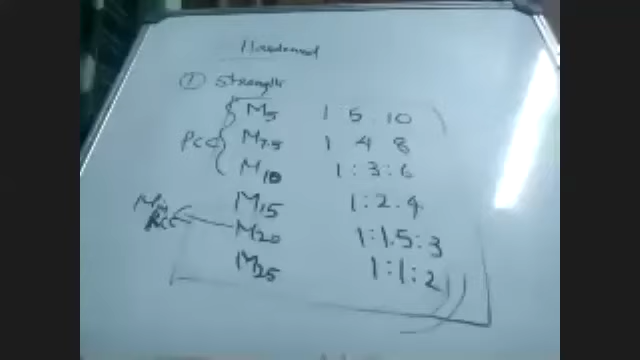 Hardened
① Strength
M5 1 5 10
PCC M7.5 1 4 8
M10 1 : 3 : 6
M15 1 : 2 . 4
Min RCC M20 1 : 1.5 : 3
M25 1 : 1 : 2